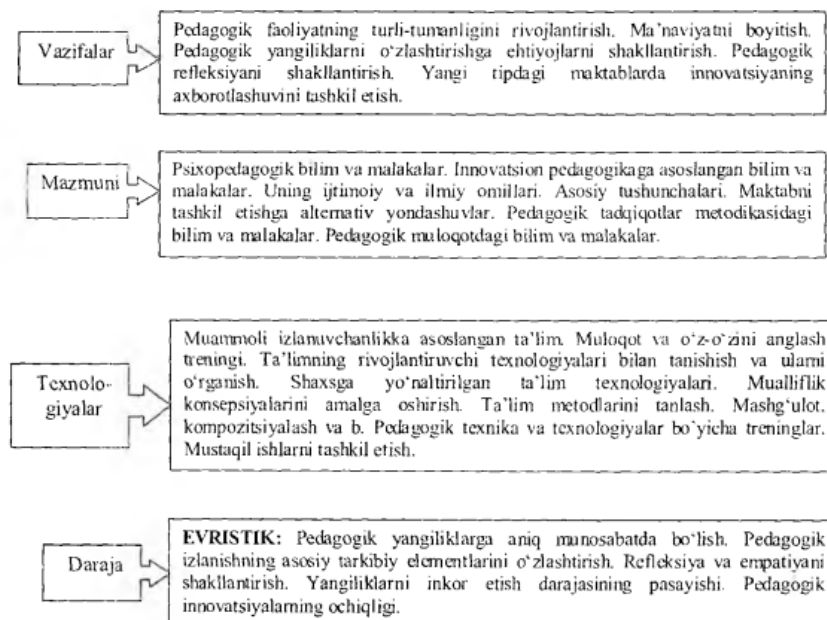 Vazifalar
Pedagogik faoliyatning turli-tumanligini rivojlantirish. Ma'naviyatni boyitish.
Pedagogik yangiliklarni o'zlashtirishga ehtiyojlarni shakllantirish. Pedagogik
refleksiyani shakllantirish. Yangi tipdagi maktablarda innovatsiyaning
axborotlashuvini tashkil etish.
Mazmuni
Psixopedagogik bilim va malakalar. Innovatsion pedagogikaga asoslangan bilim va
malakalar. Uning ijtimoiy va ilmiy omillari. Asosiy tushunchalari. Maktabni
tashkil etishga alternativ yondashuvlar. Pedagogik tadqiqotlar metodikasidagi
bilim va malakalar. Pedagogik muloqotdagi bilim va malakalar.
Texnolo-
giyalar
Muammoli izlanuvchanlikka asoslangan ta'lim. Muloqot va o'z-o'zini anglash
treningi. Ta'limning rivojlantiruvchi texnologiyalari bilan tanishish va ularni
o'rganish. Shaxsga yo'naltirilgan ta'lim texnologiyalari. Mualliflik
konsepsiyalarini amalga oshirish. Ta'lim metodlarini tanlash. Mashg'ulot,
kompozitsiyalash va b. Pedagogik texnika va texnologiyalar bo'yicha treninglar.
Mustaqil ishlarni tashkil etish.
Daraja
EVRISTIK: Pedagogik yangiliklarga aniq munosabatda bo'lish. Pedagogik
izlanishning asosiy tarkibiy elementlarini o'zlashtirish. Refleksiya va empatiyani
shakllantirish. Yangiliklarni inkor etish darajasining pasayishi. Pedagogik
innovatsiyalarning ochiqligi.